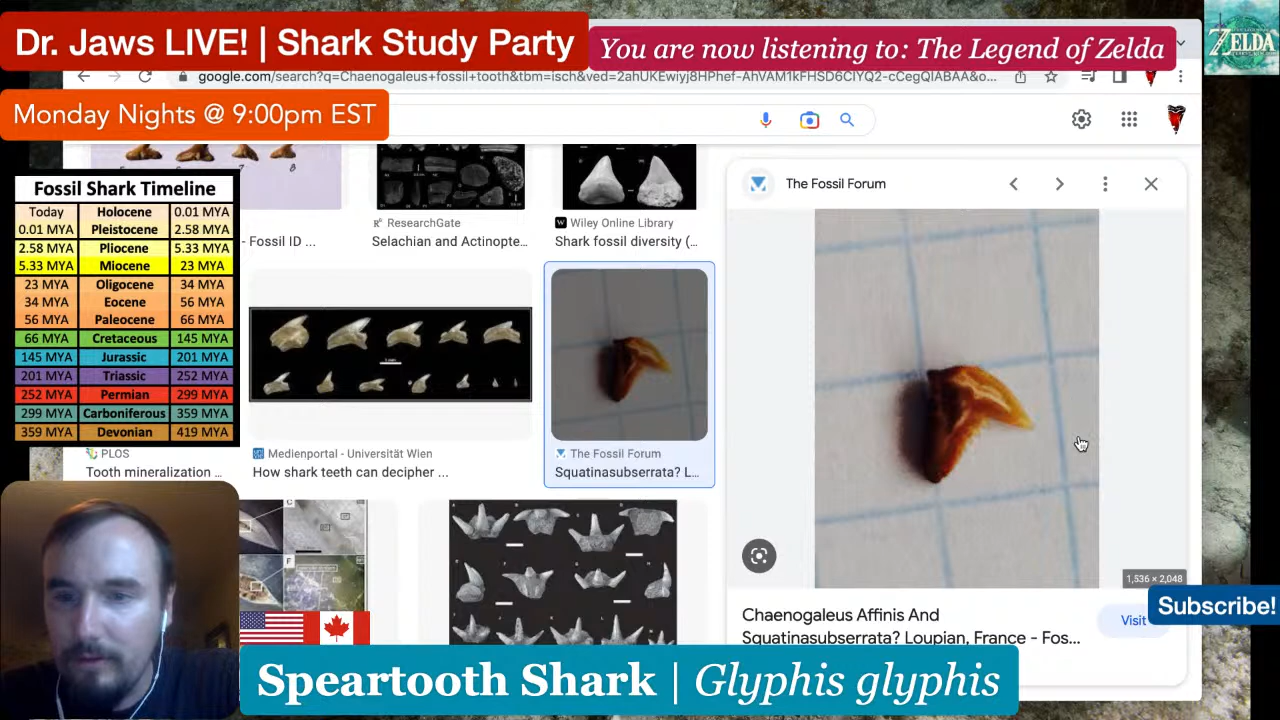 Dr. Jaws LIVE! | Shark Study Party
You are now listening to: The Legend of Zelda
ZELDA
google.com/search?q=Chaenogaleus+fossil+tooth&tbm=isch&ved=2ahUKEwiyj8HPhef-AhVAM1kFHSD6CIYQ2-cCegQIABAA&o...
Monday Nights @ 9:00pm EST
The Fossil Forum
Fossil Shark Timeline
Today Holocene 0.01 MYA
0.01 MYA Pleistocene 2.58 MYA
2.58 MYA Pliocene 5.33 MYA
5.33 MYA Miocene 23 MYA
23 MYA Oligocene 34 MYA
34 MYA Eocene 56 MYA
56 MYA Paleocene 66 MYA
66 MYA Cretaceous 145 MYA
145 MYA Jurassic 201 MYA
201 MYA Triassic 252 MYA
252 MYA Permian 299 MYA
299 MYA Carboniferous 359 MYA
359 MYA Devonian 419 MYA
- Fossil ID ...
ResearchGate
Selachian and Actinopte...
Wiley Online Library
Shark fossil diversity (...
PLOS
Tooth mineralization ...
Medienportal - Universität Wien
How shark teeth can decipher ...
The Fossil Forum
Squatinasubserrata? L...
1,536 × 2,048
Chaenogaleus Affinis And
Squatinasubserrata? Loupian, France - Fos...
Visit
Subscribe!
Speartooth Shark | Glyphis glyphis